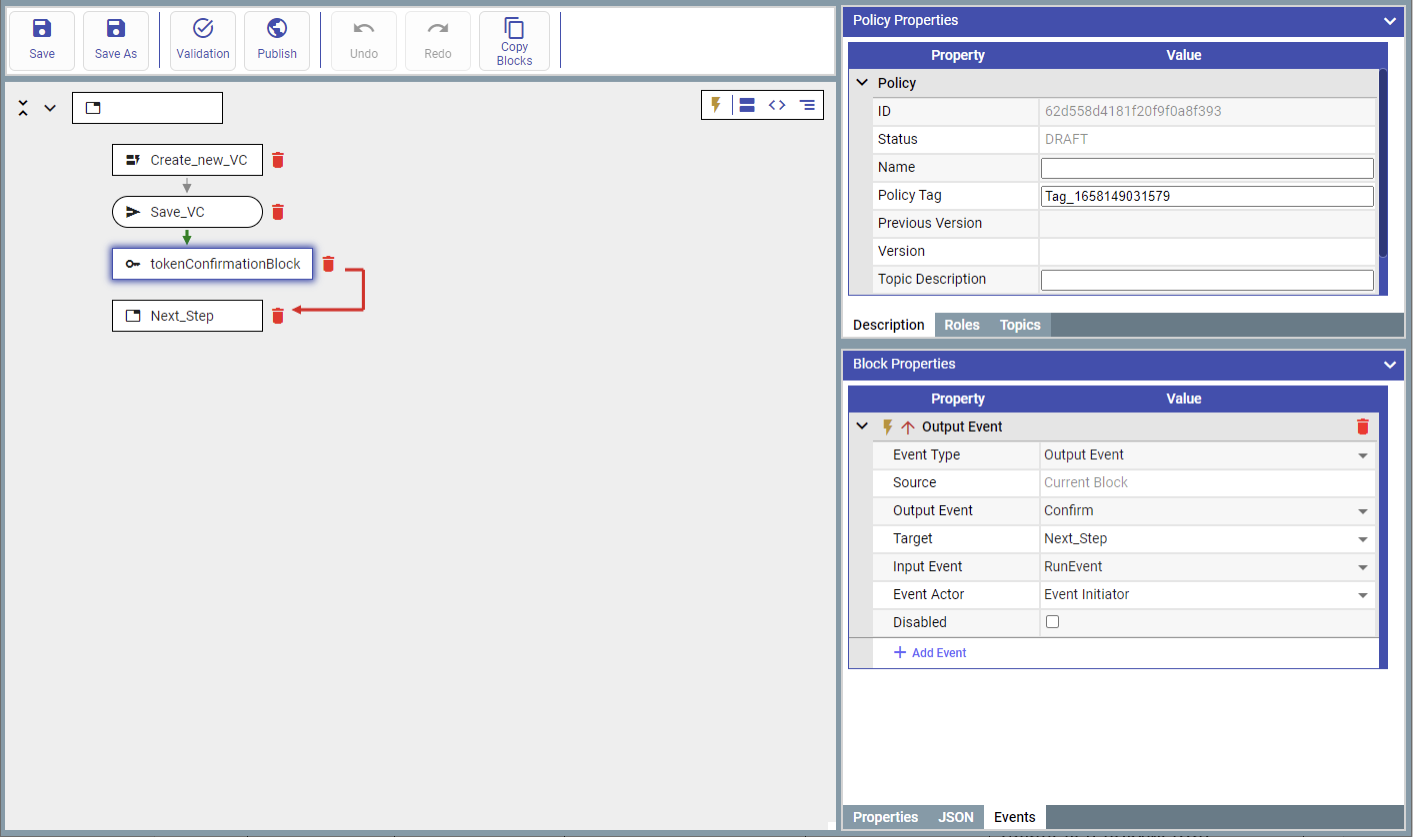 Save
Save As
Validation
Publish
Undo
Redo
Copy
Blocks
Create_new_VC
Save_VC
tokenConfirmationBlock
Next_Step
Policy Properties
Property Value
Policy
ID 62d558d4181f20f9f0a8f393
Status DRAFT
Name
Policy Tag Tag_1658149031579
Previous Version
Version
Topic Description
Description Roles Topics
Block Properties
Property Value
Output Event
Event Type Output Event
Source Current Block
Output Event Confirm
Target Next_Step
Input Event RunEvent
Event Actor Event Initiator
Disabled
Add Event
Properties JSON Events